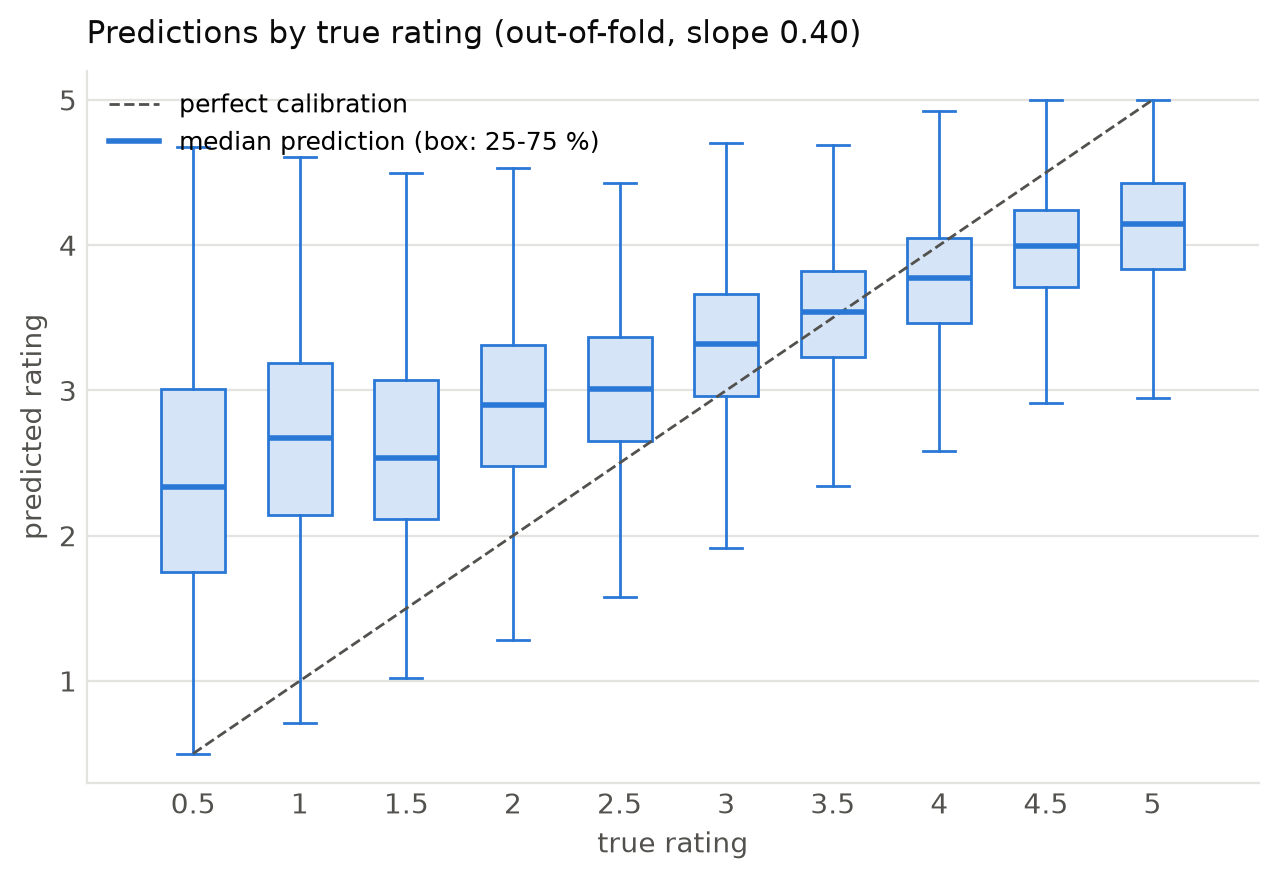 Predictions by true rating (out-of-fold, slope 0.40)
perfect calibration
median prediction (box: 25-75 %)
5
4
3
2
1
predicted rating
0.5 1 1.5 2 2.5 3 3.5 4 4.5 5
true rating